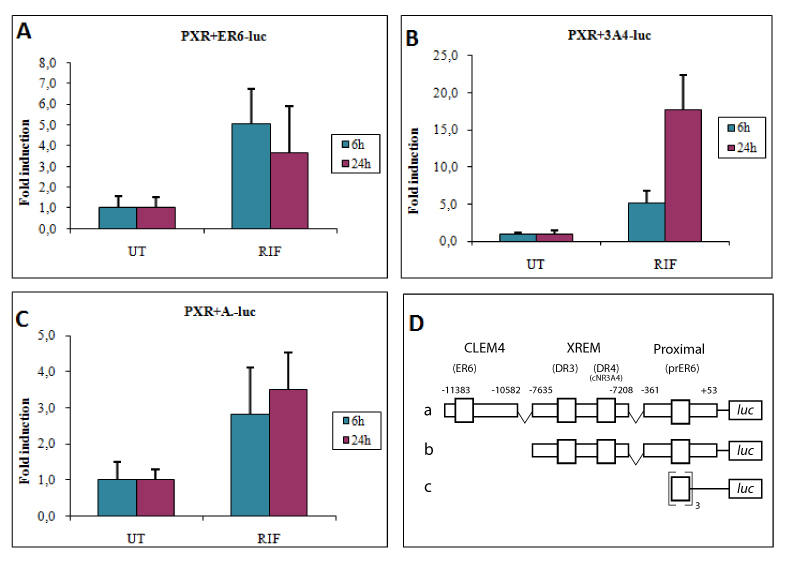 A
PXR+ER6-luc
Fold induction
8,0
7,0
6,0
5,0
4,0
3,0
2,0
1,0
0,0
UT
RIF
6h
24h
B
PXR+3A4-luc
Fold induction
25,0
20,0
15,0
10,0
5,0
0,0
UT
RIF
6h
24h
C
PXR+A.-luc
Fold induction
5,0
4,0
3,0
2,0
1,0
0,0
UT
RIF
6h
24h
D
CLEM4 XREM Proximal
(ER6) (DR3) (DR4) (prER6)
(cNR3A4)
-11383 -10582 -7635 -7208 -361 +53
a luc
b luc
c luc
3